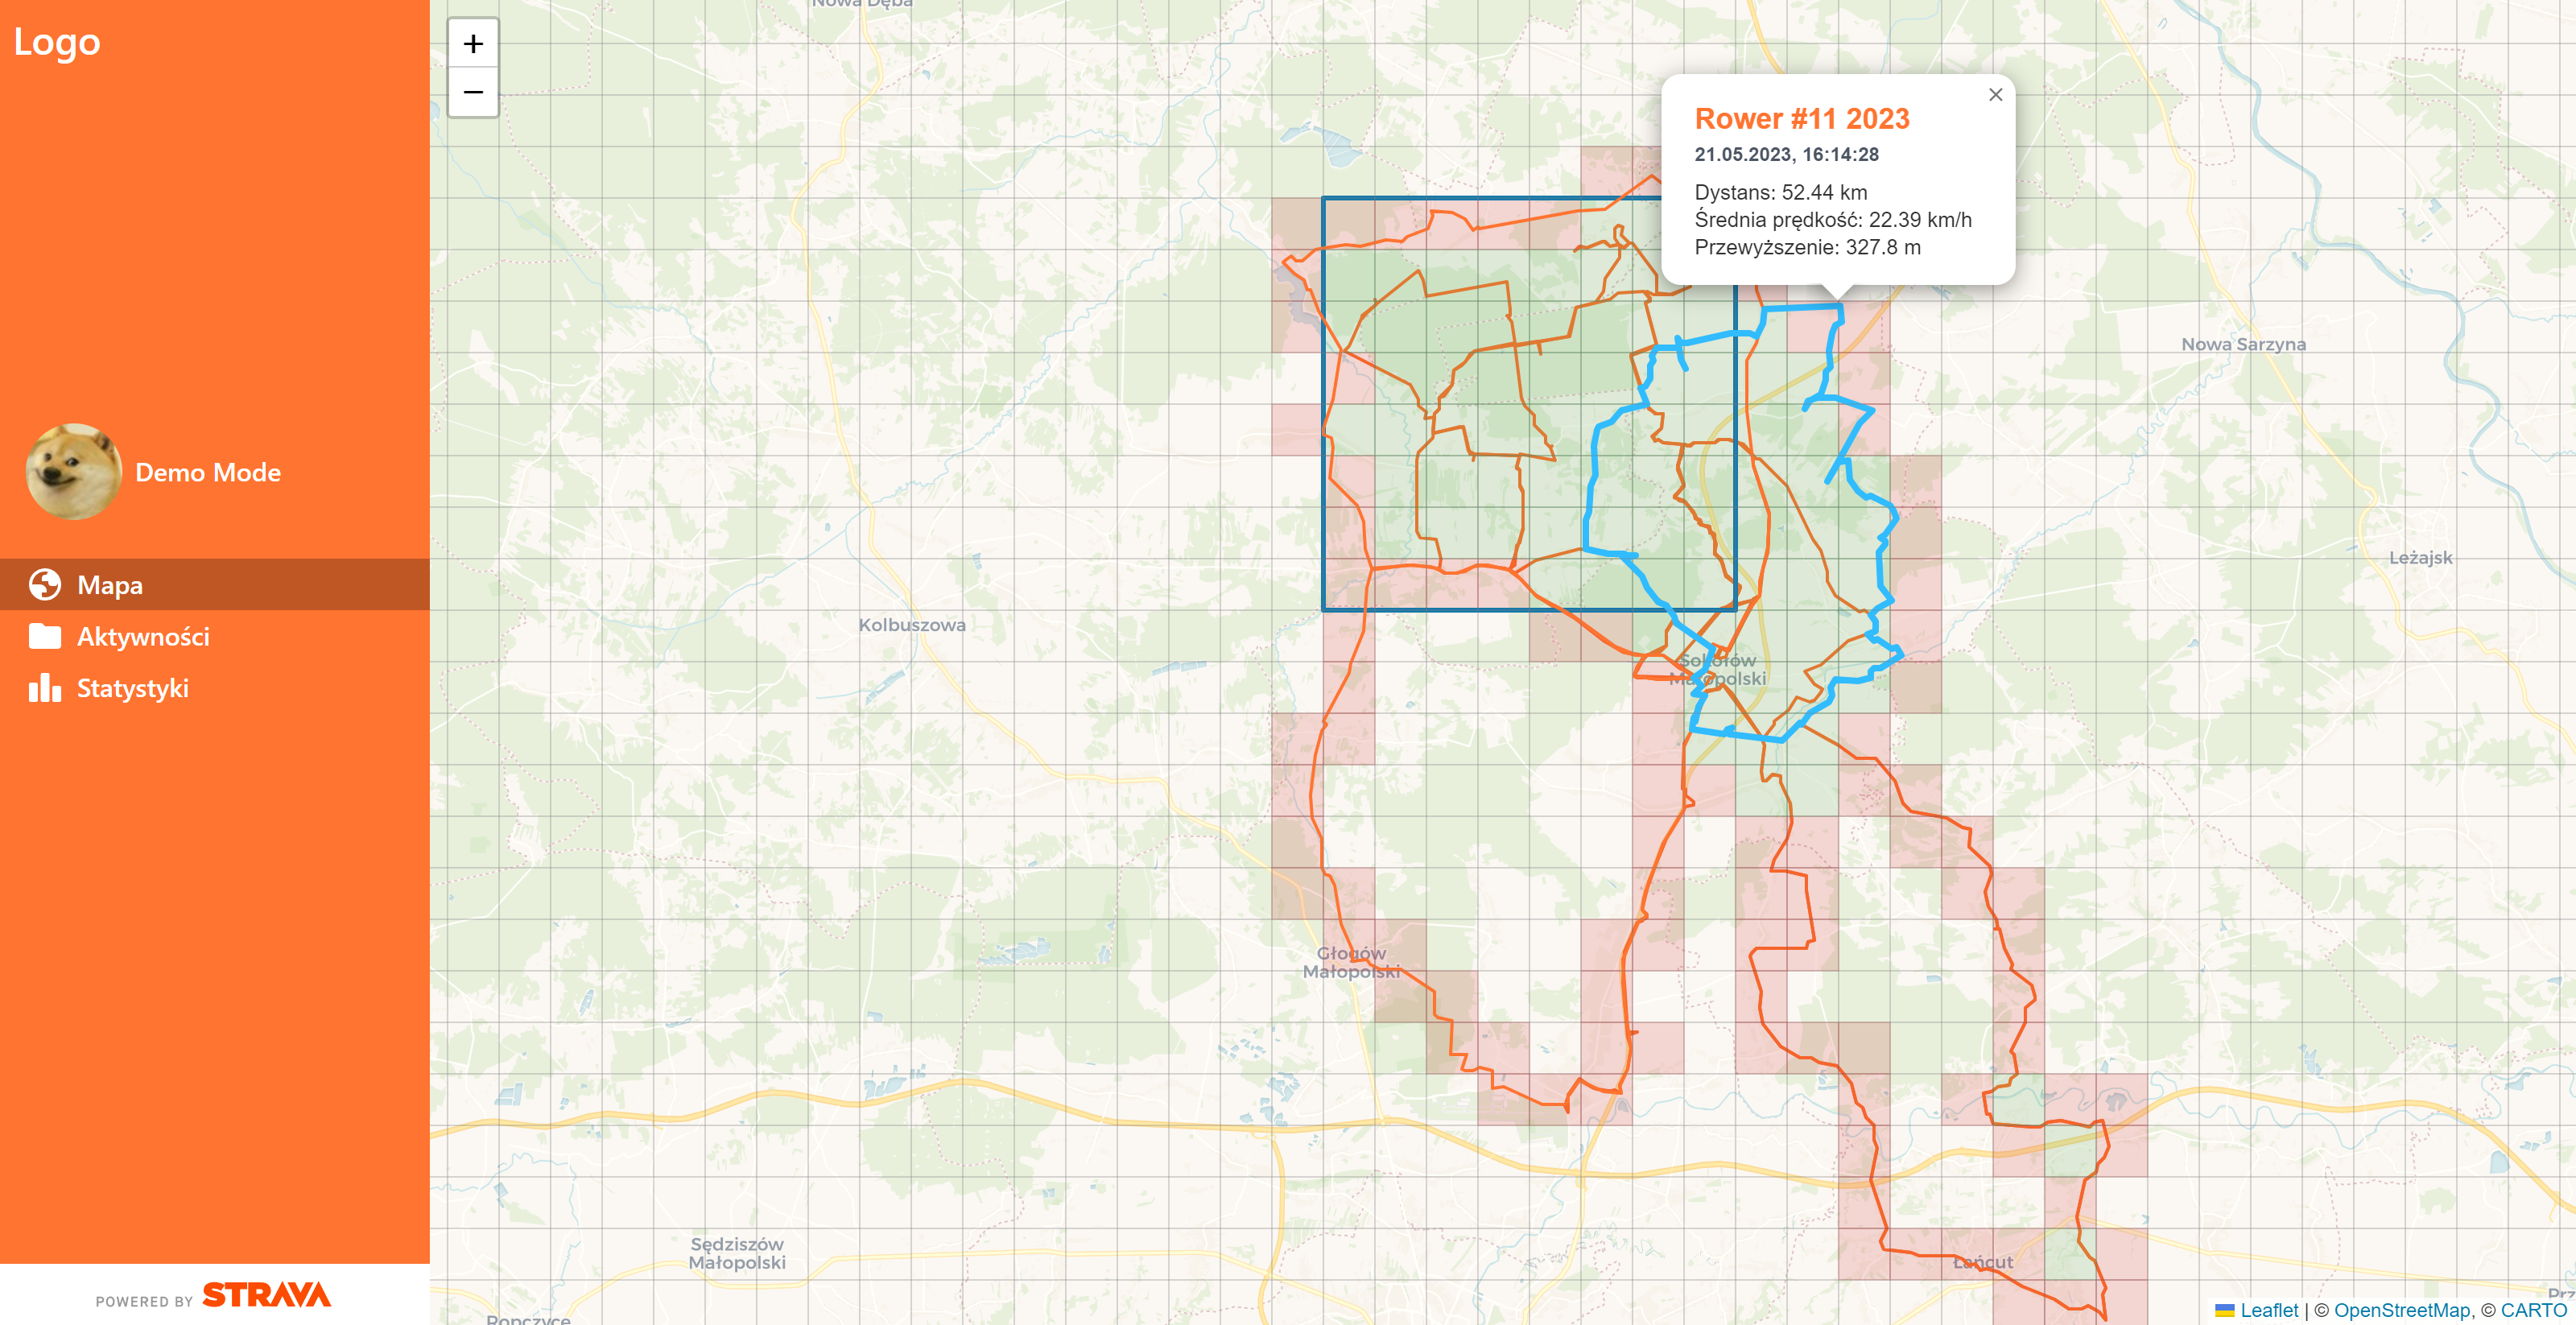 Logo
Demo Mode
Mapa
Aktywności
Statystyki
POWERED BY STRAVA
+
−
Nowa Dęba
Rower #11 2023
21.05.2023, 16:14:28
Dystans: 52.44 km
Średnia prędkość: 22.39 km/h
Przewyższenie: 327.8 m
×
Nowa Sarzyna
Leżajsk
Kolbuszowa
Sokołów
Małopolski
Głogów
Małopolski
Sędziszów
Małopolski
Łańcut
Ropczyce
Prz
Leaflet | © OpenStreetMap, © CARTO